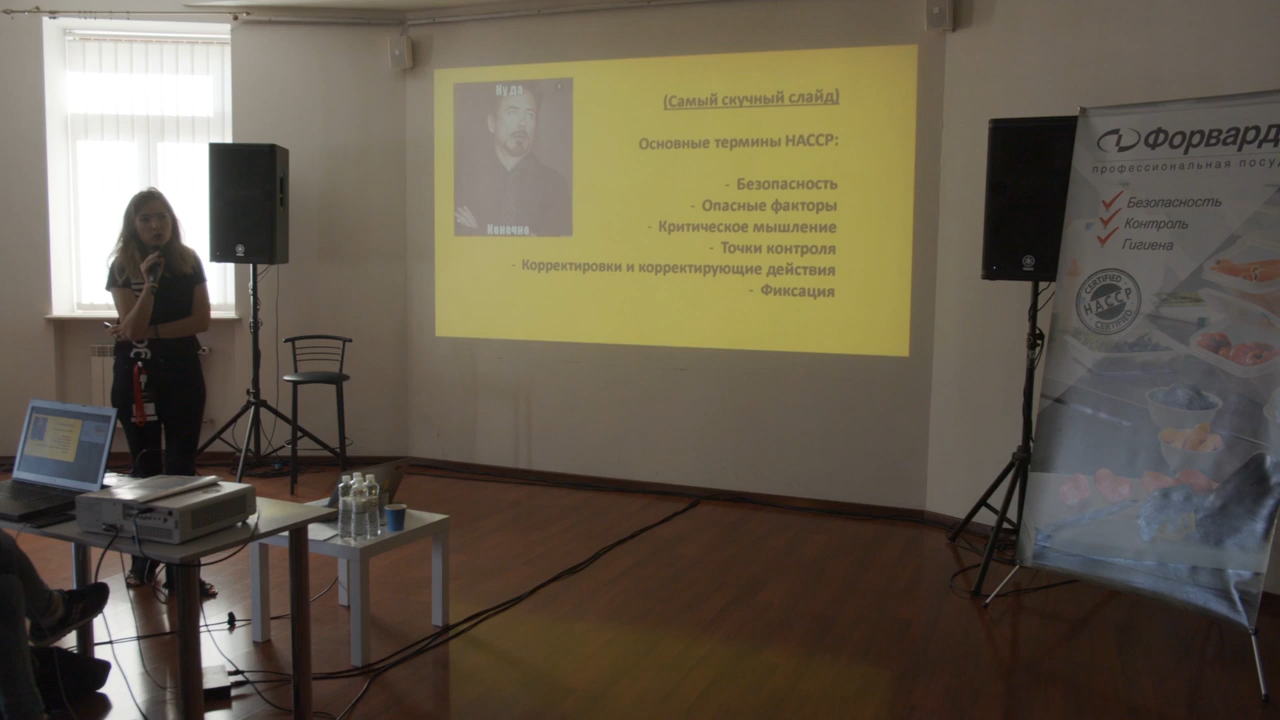 Ну да
Конечно
(Самый скучный слайд)
Основные термины НАССР:
- Безопасность
- Опасные факторы
- Критическое мышление
- Точки контроля
- Корректировки и корректирующие действия
- Фиксация
Форвард
профессиональная посу
Безопасность
Контроль
Гигиена
CERTIFIED
HACCP
CERTIFIED